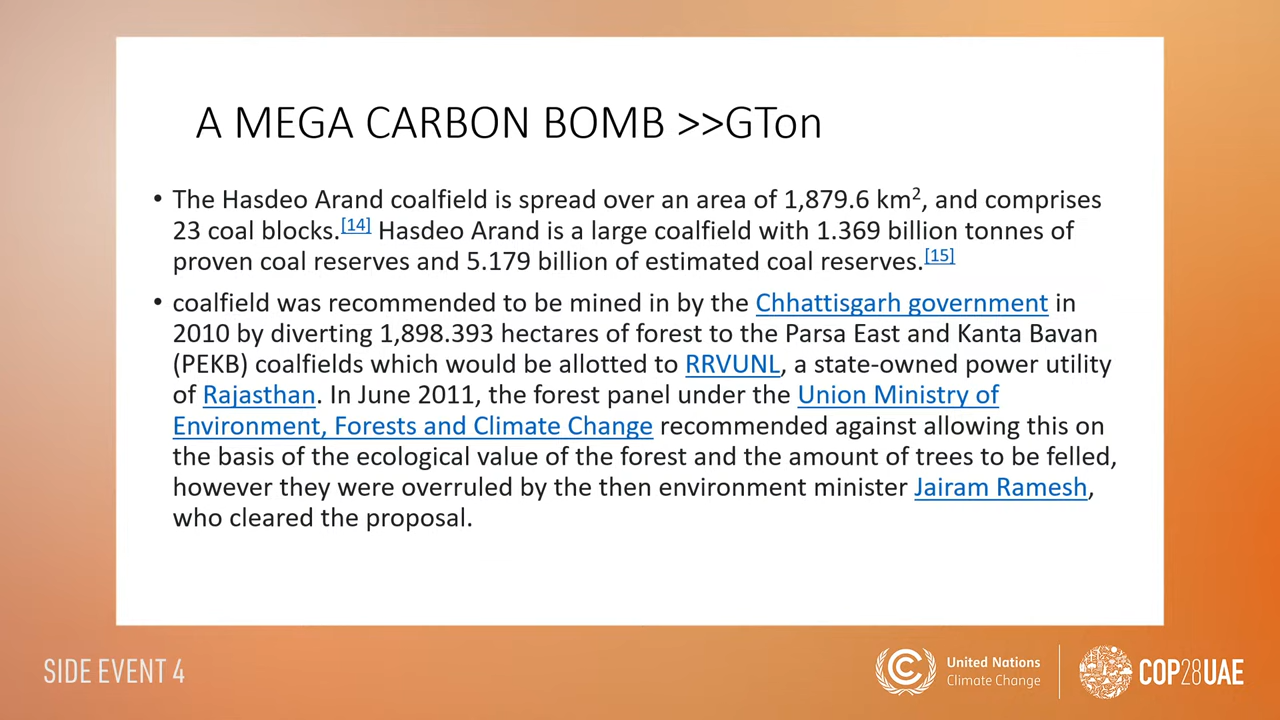 A MEGA CARBON BOMB >>GTon
• The Hasdeo Arand coalfield is spread over an area of 1,879.6 km², and comprises
23 coal blocks.[14] Hasdeo Arand is a large coalfield with 1.369 billion tonnes of
proven coal reserves and 5.179 billion of estimated coal reserves.[15]
• coalfield was recommended to be mined in by the Chhattisgarh government in
2010 by diverting 1,898.393 hectares of forest to the Parsa East and Kanta Bavan
(PEKB) coalfields which would be allotted to RRVUNL, a state-owned power utility
of Rajasthan. In June 2011, the forest panel under the Union Ministry of
Environment, Forests and Climate Change recommended against allowing this on
the basis of the ecological value of the forest and the amount of trees to be felled,
however they were overruled by the then environment minister Jairam Ramesh,
who cleared the proposal.
SIDE EVENT 4
United Nations
Climate Change
COP28UAE